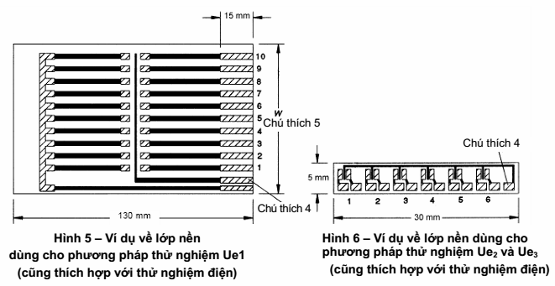 15 mm
10
9
8
7
6
5
4
3
2
1
w
Chú thích 5
Chú thích 4
130 mm
Hình 5 – Ví dụ về lớp nền
dùng cho phương pháp thử nghiệm Ue1
(cũng thích hợp với thử nghiệm điện)
Chú thích 4
5 mm
1 2 3 4 5 6
30 mm
Hình 6 – Ví dụ về lớp nền dùng cho
phương pháp thử nghiệm Ue₂ và Ue₃
(cũng thích hợp với thử nghiệm điện)